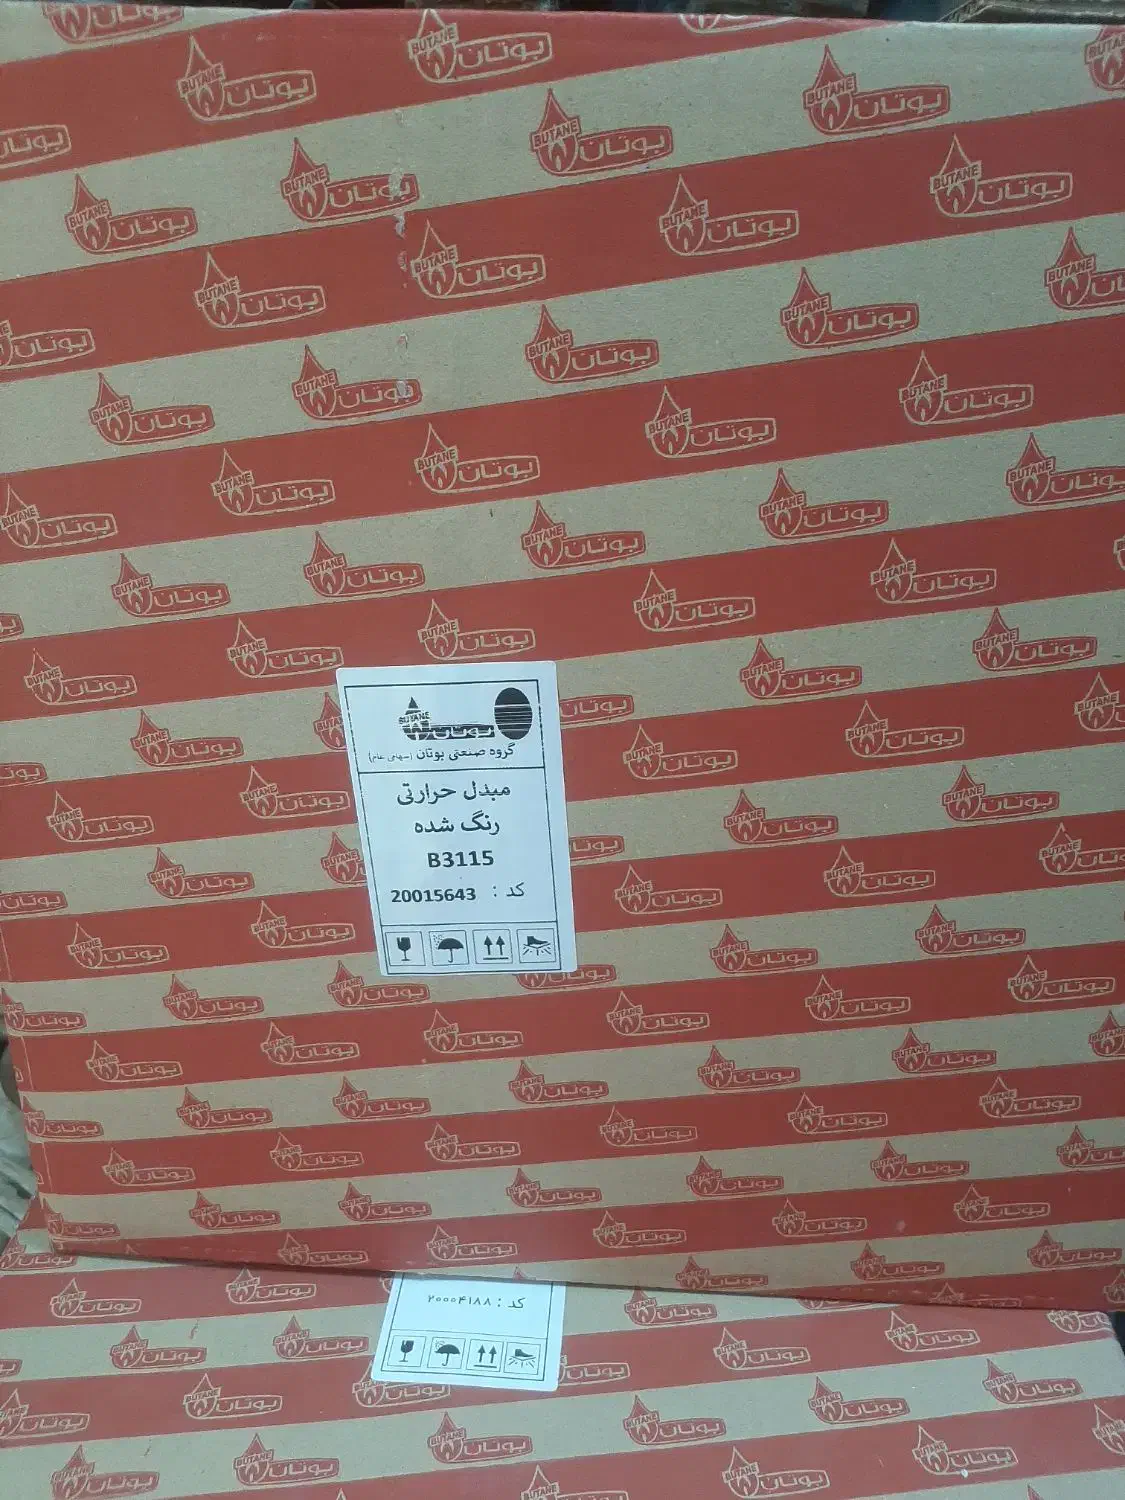 BUTANE بوتان
BUTANE
بوتان
گروه صنعتی بوتان (سهامی عام)
مبدل حرارتی
رنگ شده
B3115
کد : 20015643
کد : ۲۰۰۰۴۱۸۸